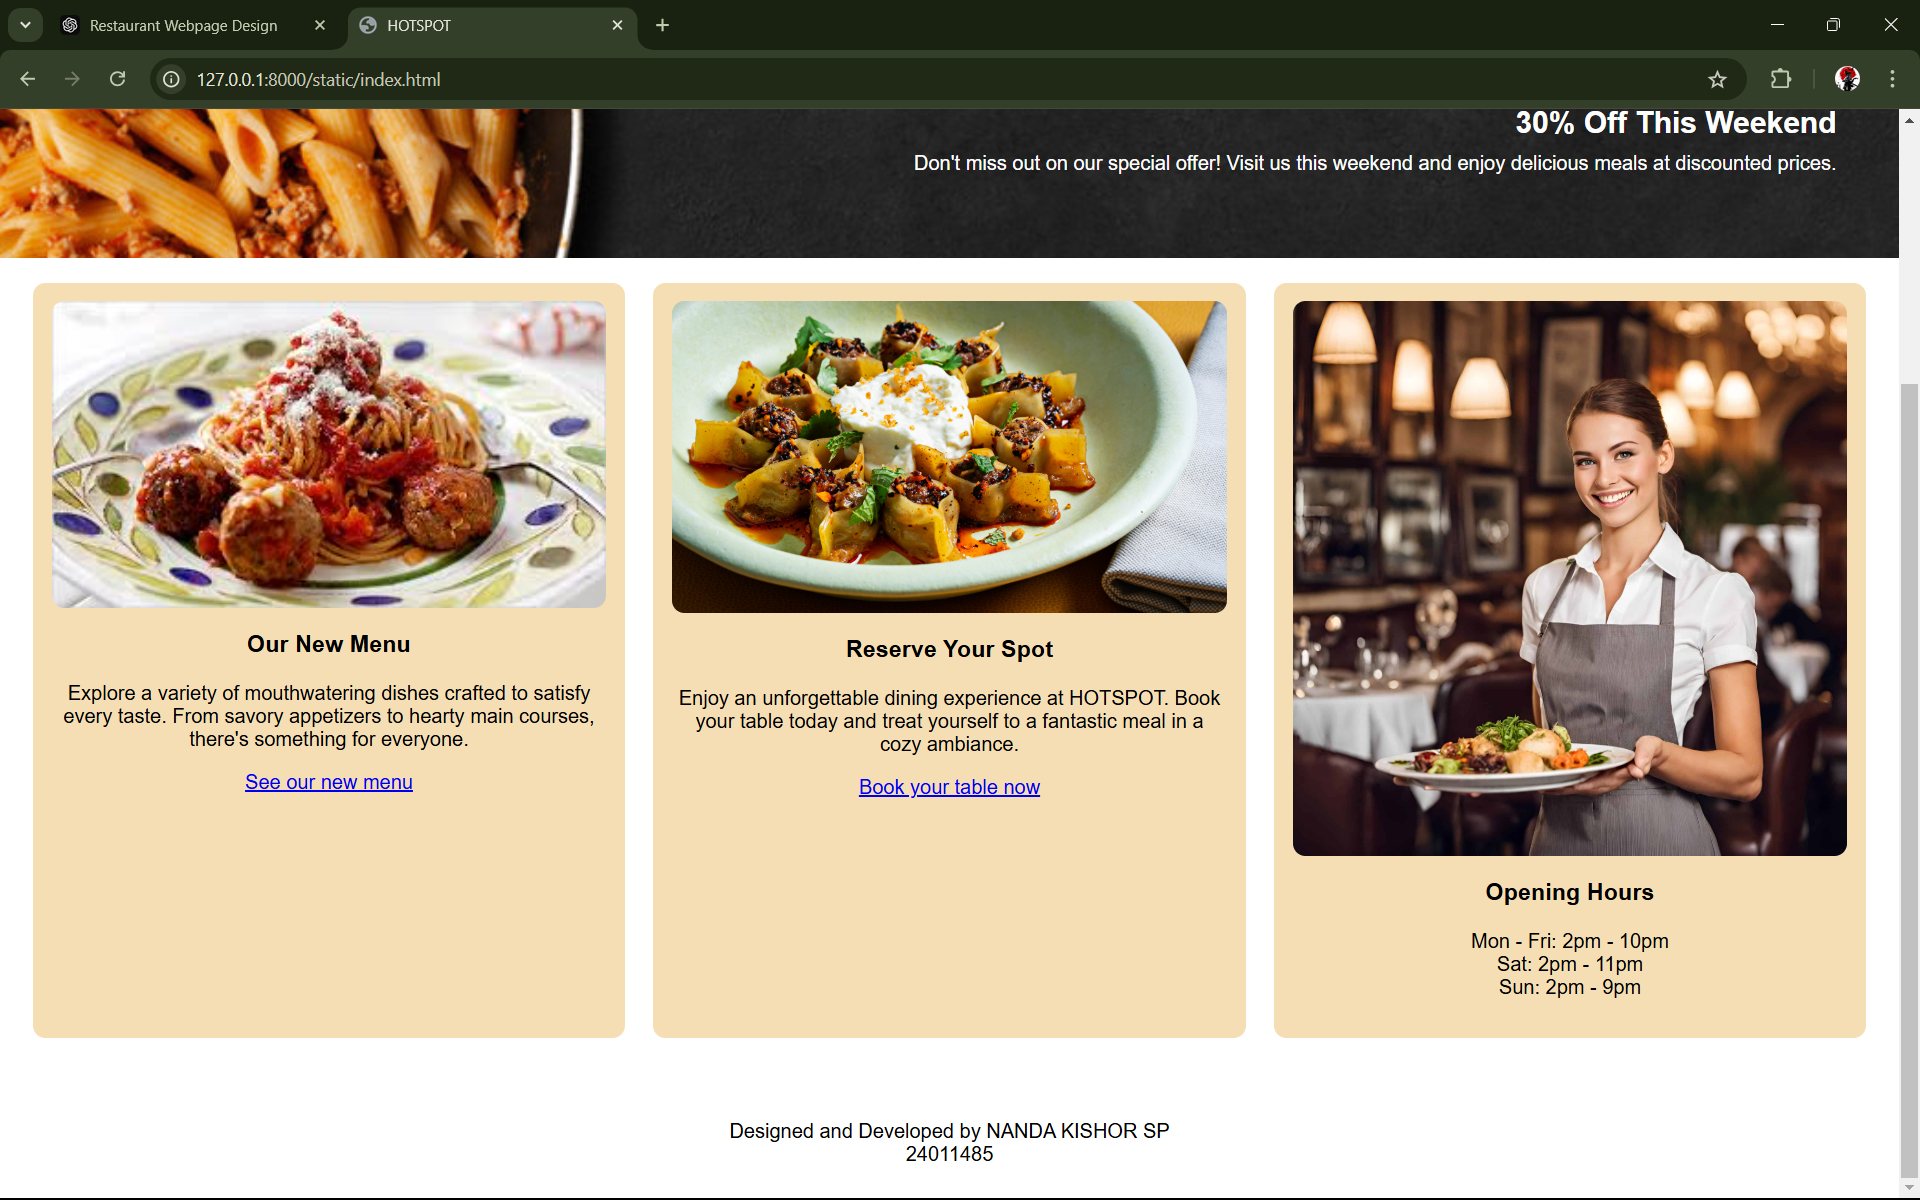 Restaurant Webpage Design
HOTSPOT
127.0.0.1:8000/static/index.html
30% Off This Weekend
Don't miss out on our special offer! Visit us this weekend and enjoy delicious meals at discounted prices.
Our New Menu
Explore a variety of mouthwatering dishes crafted to satisfy
every taste. From savory appetizers to hearty main courses,
there's something for everyone.
See our new menu
Reserve Your Spot
Enjoy an unforgettable dining experience at HOTSPOT. Book
your table today and treat yourself to a fantastic meal in a
cozy ambiance.
Book your table now
Opening Hours
Mon - Fri: 2pm - 10pm
Sat: 2pm - 11pm
Sun: 2pm - 9pm
Designed and Developed by NANDA KISHOR SP
24011485